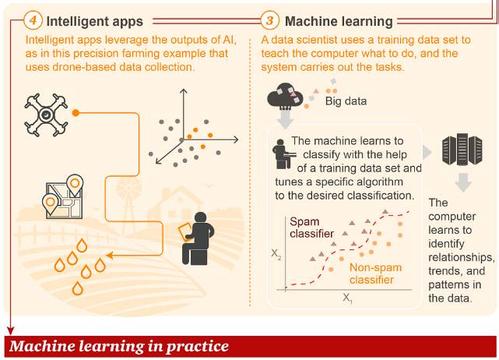 4 Intelligent apps
Intelligent apps leverage the outputs of AI,
as in this precision farming example that
uses drone-based data collection.
3 Machine learning
A data scientist uses a training data set to
teach the computer what to do, and the
system carries out the tasks.
Big data
The machine learns to
classify with the help
of a training data set and
tunes a specific algorithm
to the desired classification.
Spam
classifier
X2
Non-spam
classifier
X1
The
computer
learns to
identify
relationships,
trends, and
patterns in
the data.
Machine learning in practice